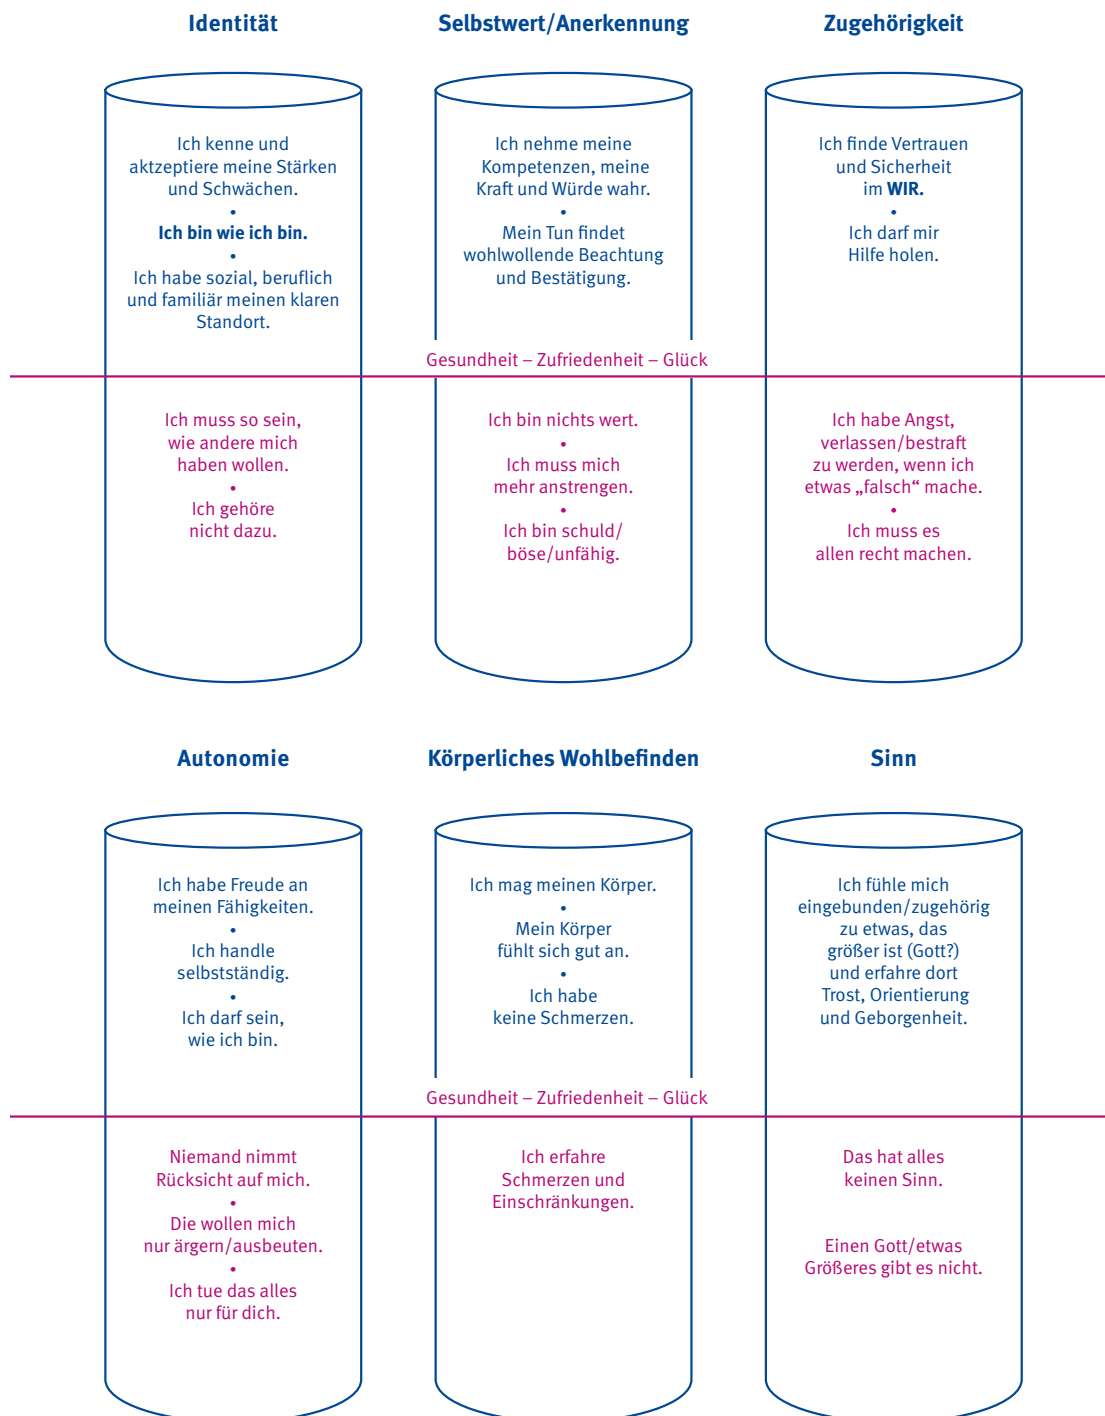 Identität
Selbstwert/Anerkennung
Zugehörigkeit
Ich kenne und
aktzeptiere meine Stärken
und Schwächen.
•
Ich bin wie ich bin.
•
Ich habe sozial, beruflich
und familiär meinen klaren
Standort.
Ich nehme meine
Kompetenzen, meine
Kraft und Würde wahr.
•
Mein Tun findet
wohlwollende Beachtung
und Bestätigung.
Ich finde Vertrauen
und Sicherheit
im WIR.
•
Ich darf mir
Hilfe holen.
Gesundheit – Zufriedenheit – Glück
Ich muss so sein,
wie andere mich
haben wollen.
•
Ich gehöre
nicht dazu.
Ich bin nichts wert.
•
Ich muss mich
mehr anstrengen.
•
Ich bin schuld/
böse/unfähig.
Ich habe Angst,
verlassen/bestraft
zu werden, wenn ich
etwas „falsch“ mache.
•
Ich muss es
allen recht machen.
Autonomie
Körperliches Wohlbefinden
Sinn
Ich habe Freude an
meinen Fähigkeiten.
•
Ich handle
selbstständig.
•
Ich darf sein,
wie ich bin.
Ich mag meinen Körper.
•
Mein Körper
fühlt sich gut an.
•
Ich habe
keine Schmerzen.
Ich fühle mich
eingebunden/zugehörig
zu etwas, das
größer ist (Gott?)
und erfahre dort
Trost, Orientierung
und Geborgenheit.
Gesundheit – Zufriedenheit – Glück
Niemand nimmt
Rücksicht auf mich.
•
Die wollen mich
nur ärgern/ausbeuten.
•
Ich tue das alles
nur für dich.
Ich erfahre
Schmerzen und
Einschränkungen.
Das hat alles
keinen Sinn.
Einen Gott/etwas
Größeres gibt es nicht.